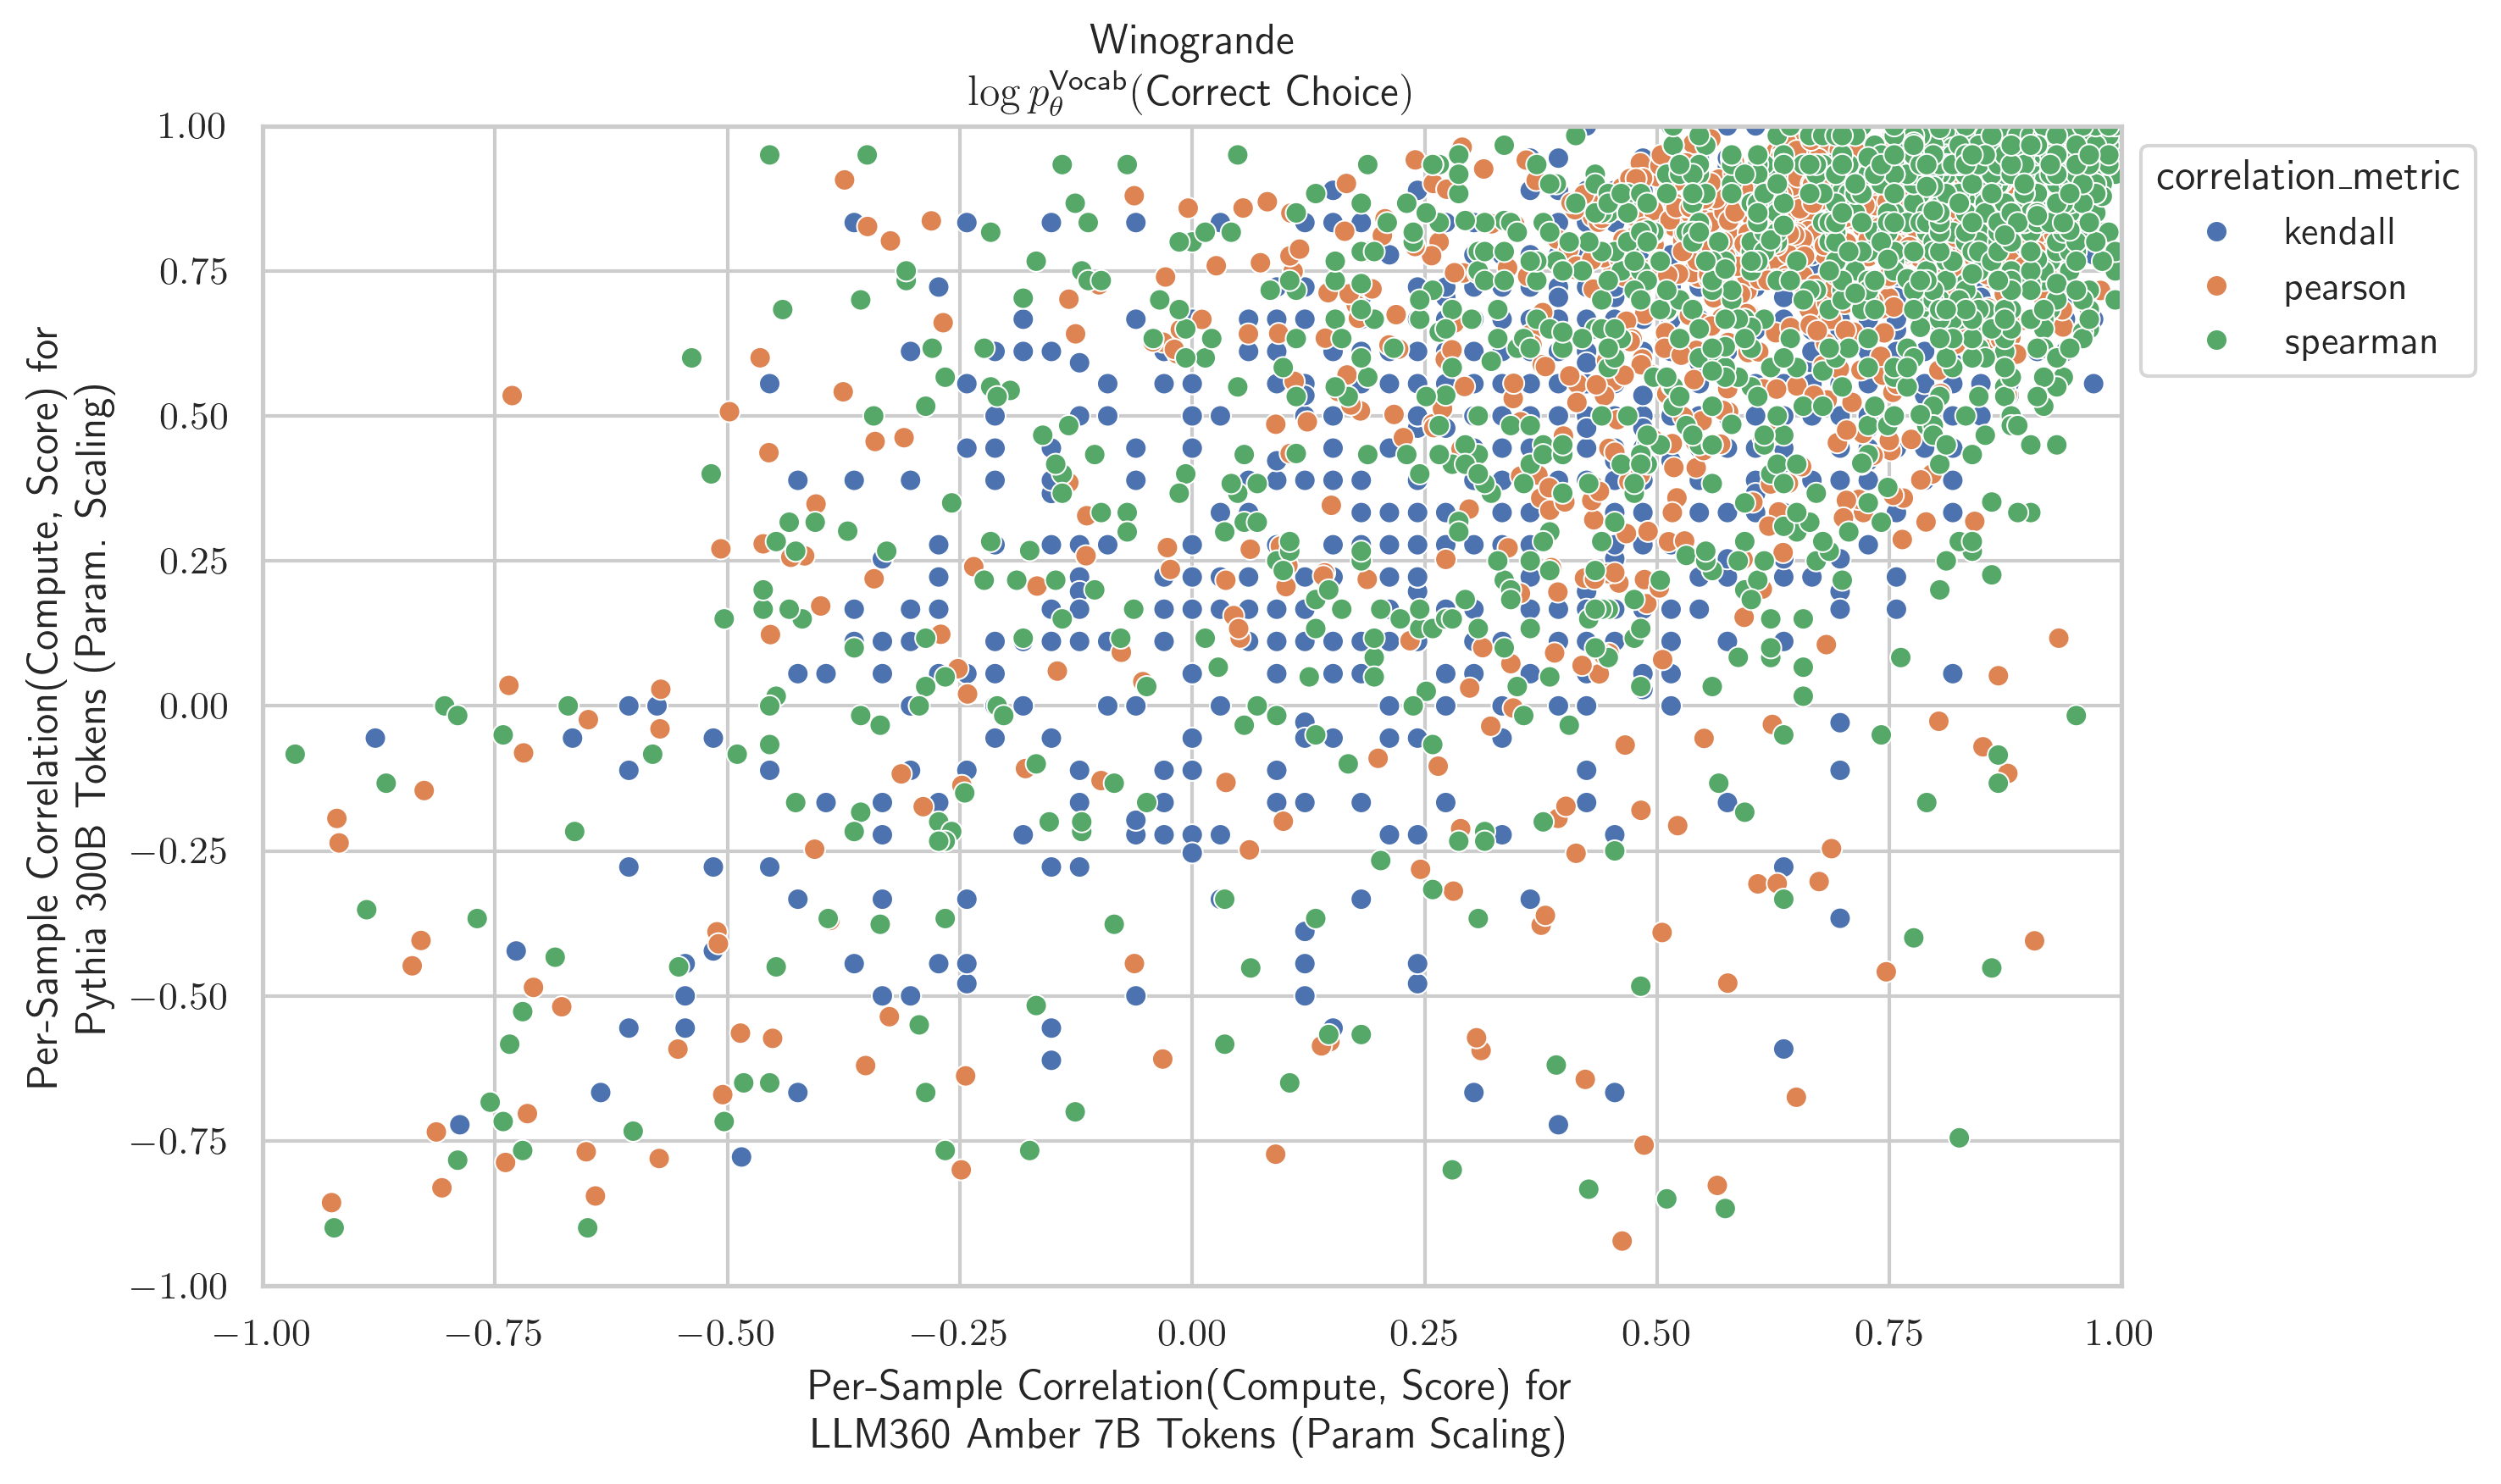 Winogrande
log p_θ^Vocab(Correct Choice)
Per-Sample Correlation(Compute, Score) for
Pythia 300B Tokens (Param. Scaling)
1.00
0.75
0.50
0.25
0.00
−0.25
−0.50
−0.75
−1.00
−1.00 −0.75 −0.50 −0.25 0.00 0.25 0.50 0.75 1.00
Per-Sample Correlation(Compute, Score) for
LLM360 Amber 7B Tokens (Param Scaling)
correlation_metric
kendall
pearson
spearman